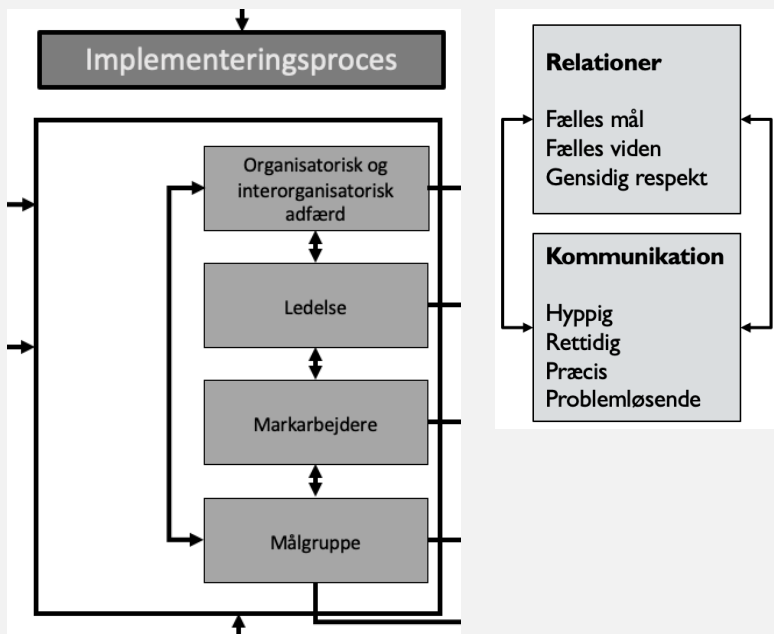 Implementeringsproces
Organisatorisk og
interorganisatorisk
adfærd
Ledelse
Markarbejdere
Målgruppe
Relationer
Fælles mål
Fælles viden
Gensidig respekt
Kommunikation
Hyppig
Rettidig
Præcis
Problemløsende